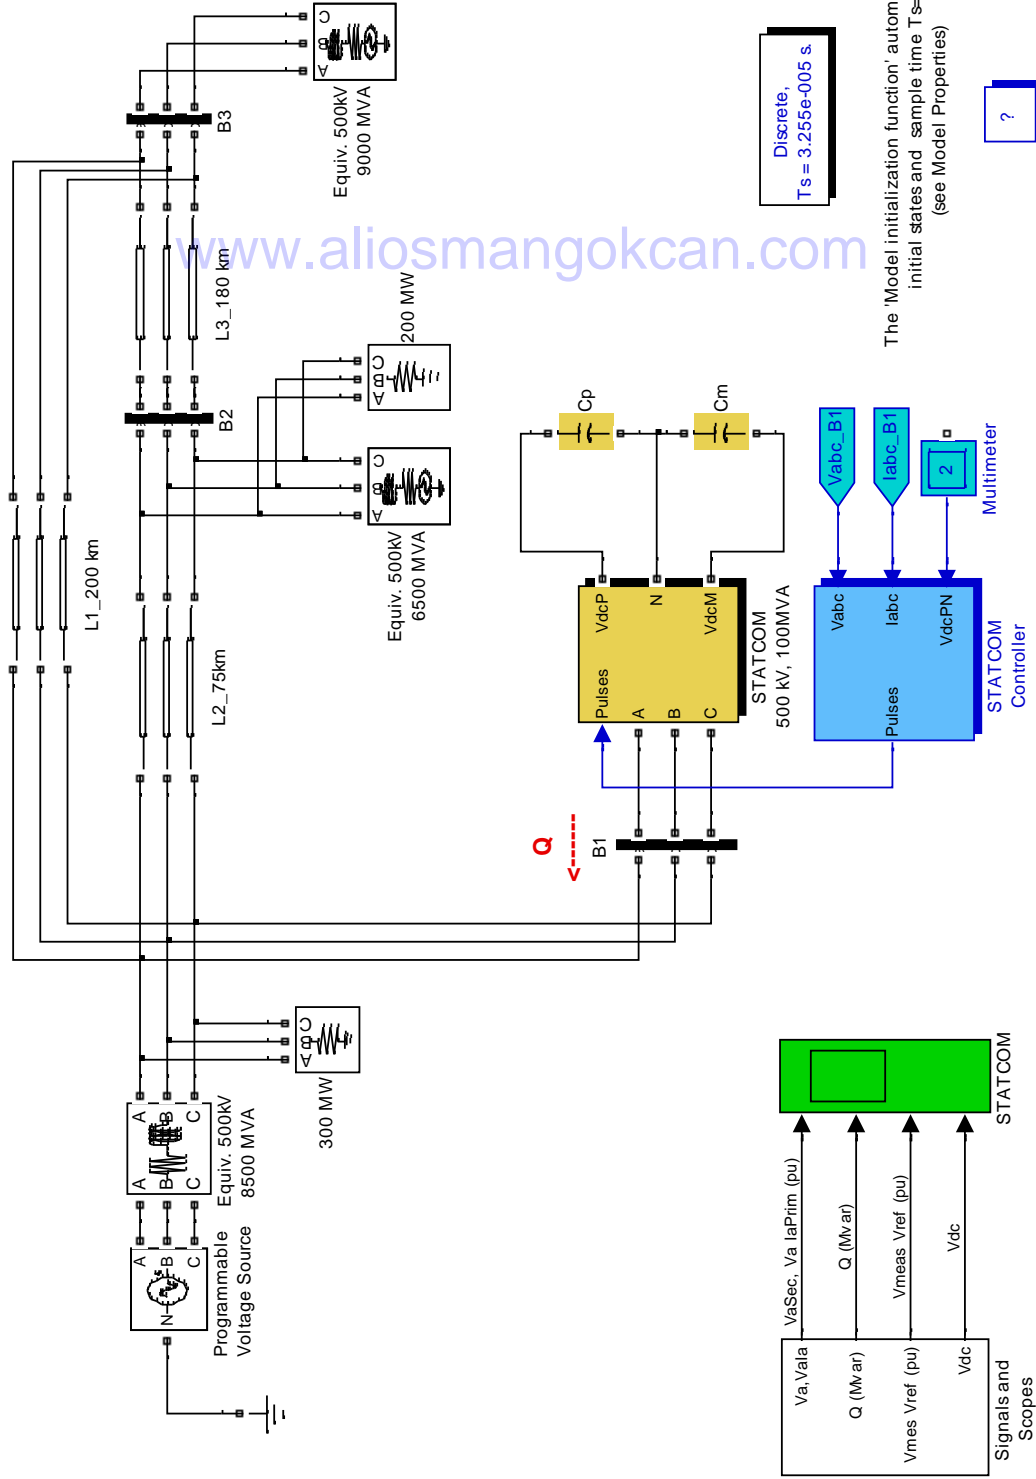 A
B
C
Equiv. 500kV
9000 MVA
B3
L3_180 km
www.aliosmangokcan.com
Discrete,
Ts = 3.255e-005 s.
The 'Model initialization function' autom
initial states and sample time Ts=
(see Model Properties)
?
A
B
C
200 MW
B2
A
B
C
Equiv. 500kV
6500 MVA
L1_200 km
L2_75km
Cp
Cm
VdcP
N
VdcM
Pulses
A
B
C
STATCOM
500 kV, 100MVA
Vabc_B1
Iabc_B1
2
Multimeter
Vabc
Iabc
VdcPN
Pulses
STATCOM
Controller
Q
<------
B1
A
B
C
300 MW
A
B
C
A
B
C
Equiv. 500kV
8500 MVA
A
B
C
N
Programmable
Voltage Source
STATCOM
VaSec, Va IaPrim (pu)
Q (Mvar)
Vmeas Vref (pu)
Vdc
Va,VaIa
Q (Mvar)
Vmes Vref (pu)
Vdc
Signals and
Scopes